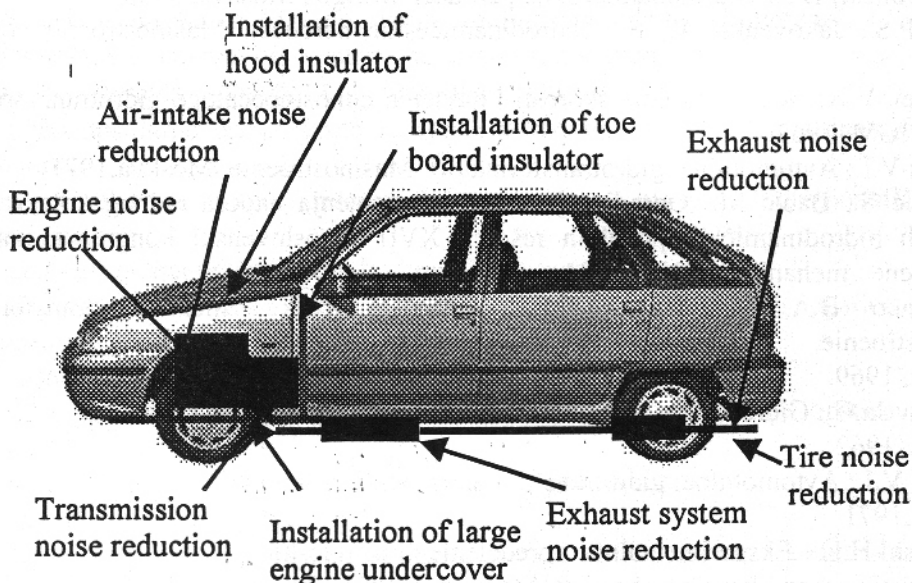 Installation of
hood insulator
Air-intake noise
reduction
Installation of toe
board insulator
Exhaust noise
reduction
Engine noise
reduction
Tire noise
reduction
Transmission
noise reduction
Installation of large
engine undercover
Exhaust system
noise reduction